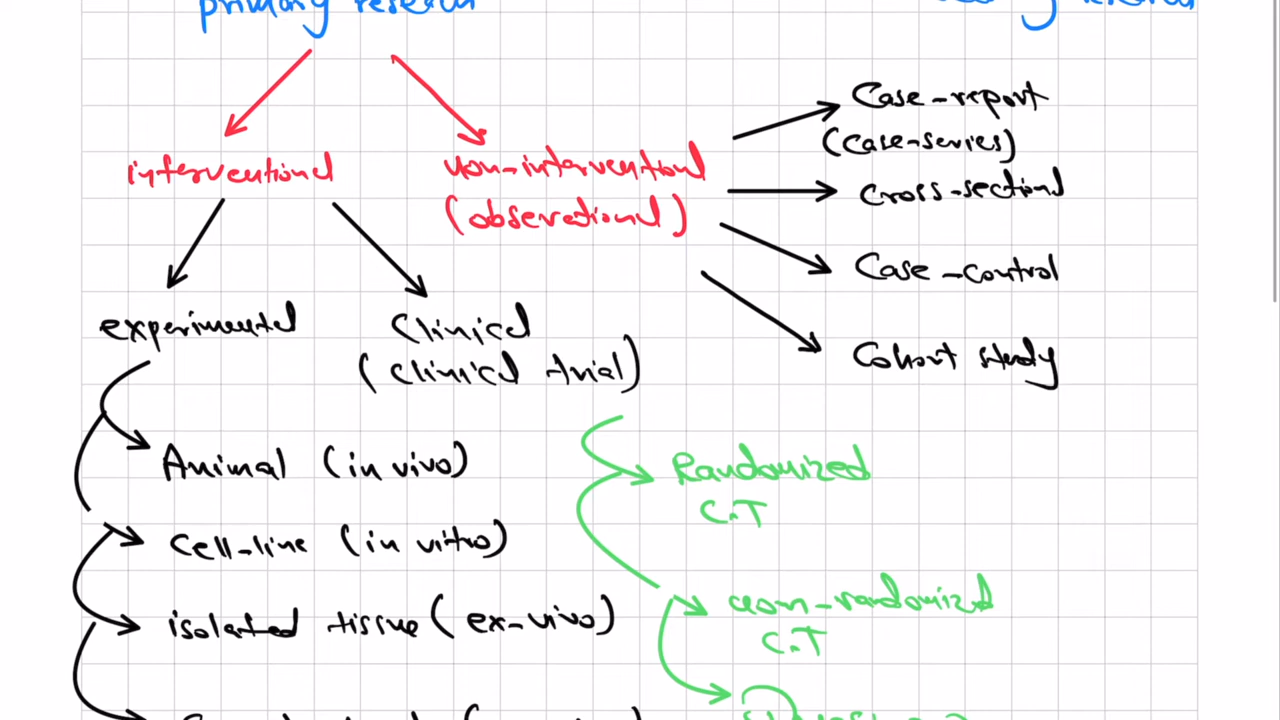 primary
interventional
non-interventional
(observational)
Case-report
(case-series)
cross-sectional
Case-control
Cohort study
experimental
Clinical
(clinical trial)
Animal (in vivo)
Cell-line (in vitro)
isolated tissue (ex-vivo)
Randomized
C.T
non-randomized
C.T